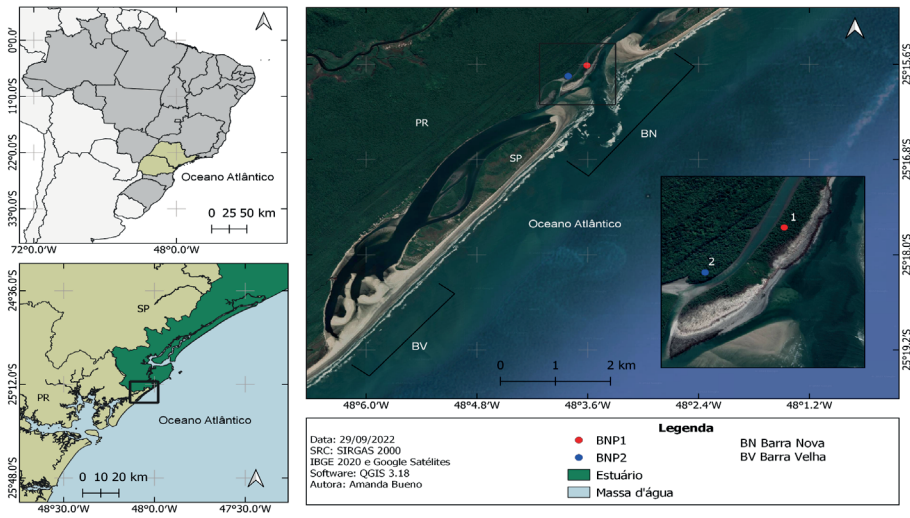 0°0.0'
11°0.0'S
22°0.0'S
33°0.0'S
Oceano Atlântico
0 25 50 km
72°0.0'W
48°0.0'W
24°36.0'S
25°12.0'S
25°48.0'S
SP
PR
Oceano Atlântico
0 10 20 km
48°30.0'W
48°0.0'W
47°30.0'W
PR
SP
BN
Oceano Atlântico
BV
1
2
0 1 2 km
25°15.6'S
25°16.8'S
25°18.0'S
25°19.2'S
48°6.0'W
48°4.8'W
48°3.6'W
48°2.4'W
48°1.2'W
Data: 29/09/2022
SRC: SIRGAS 2000
IBGE 2020 e Google Satélites
Software: QGIS 3.18
Autora: Amanda Bueno
Legenda
BNP1
BNP2
Estuário
Massa d'água
BN Barra Nova
BV Barra Velha